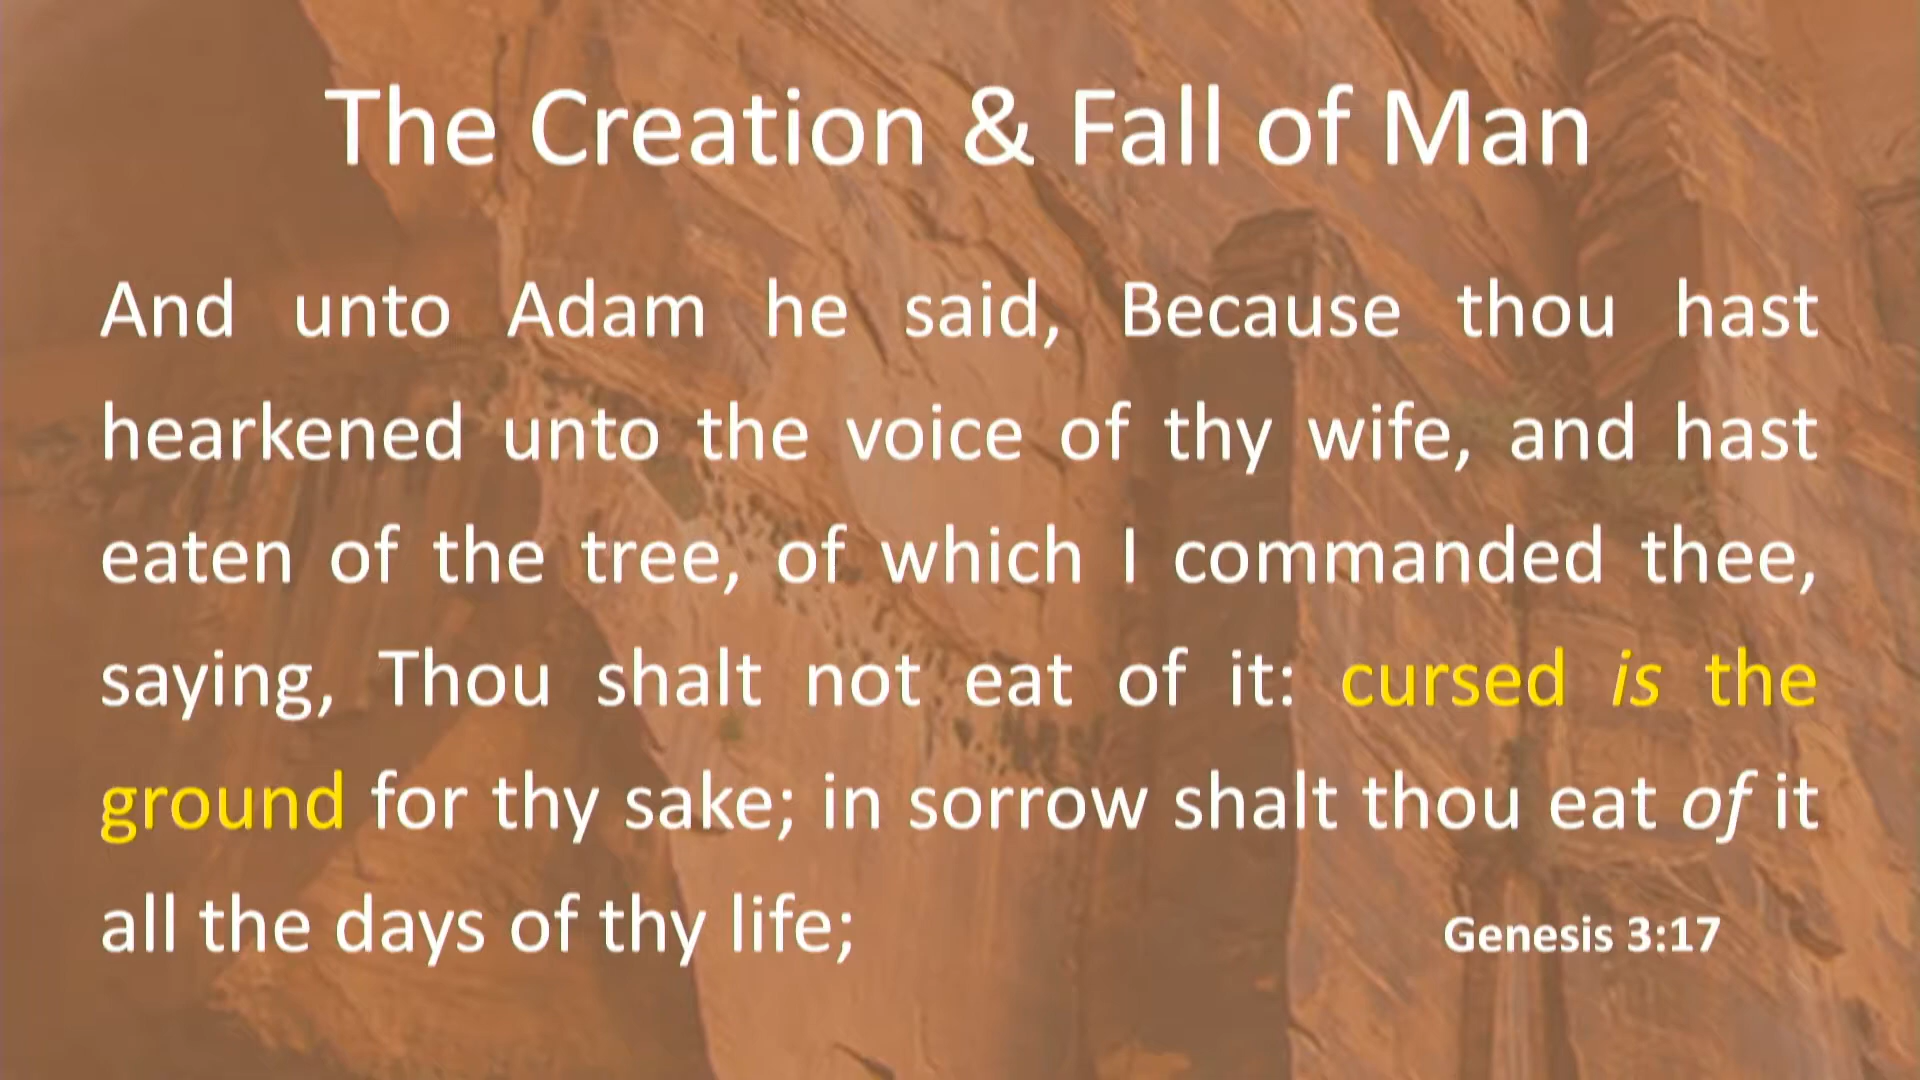 The Creation & Fall of Man
And unto Adam he said, Because thou hast
hearkened unto the voice of thy wife, and hast
eaten of the tree, of which I commanded thee,
saying, Thou shalt not eat of it: cursed is the
ground for thy sake; in sorrow shalt thou eat of it
all the days of thy life;
Genesis 3:17